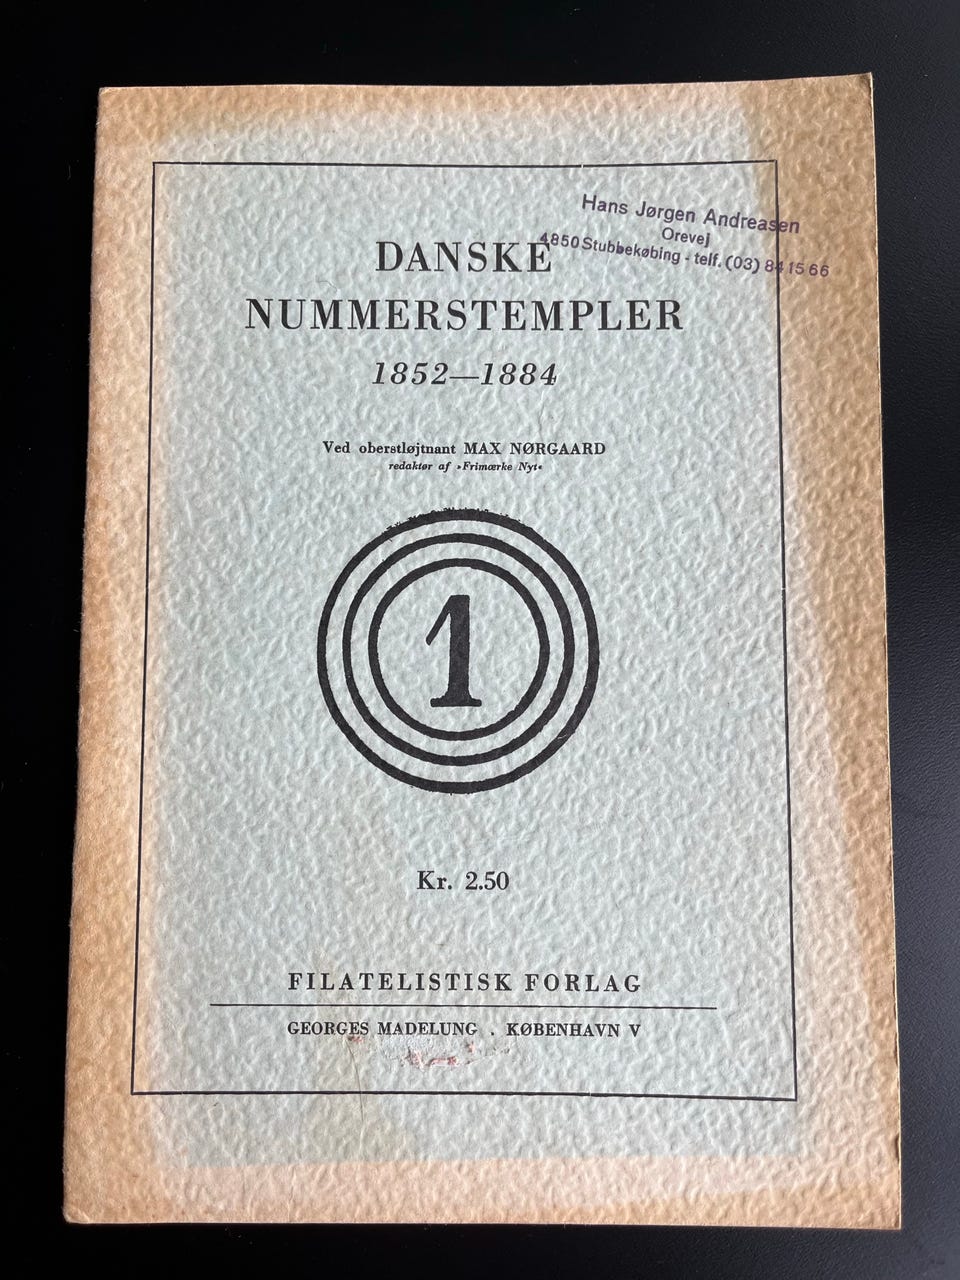 Hans Jørgen Andreasen
Orevej
4850 Stubbekøbing - telf. (03) 84 15 66
DANSKE
NUMMERSTEMPLER
1852—1884
Ved oberstløjtnant MAX NØRGAARD
redaktør af »Frimærke Nyt«
1
Kr. 2.50
FILATELISTISK FORLAG
GEORGES MADELUNG . KØBENHAVN V